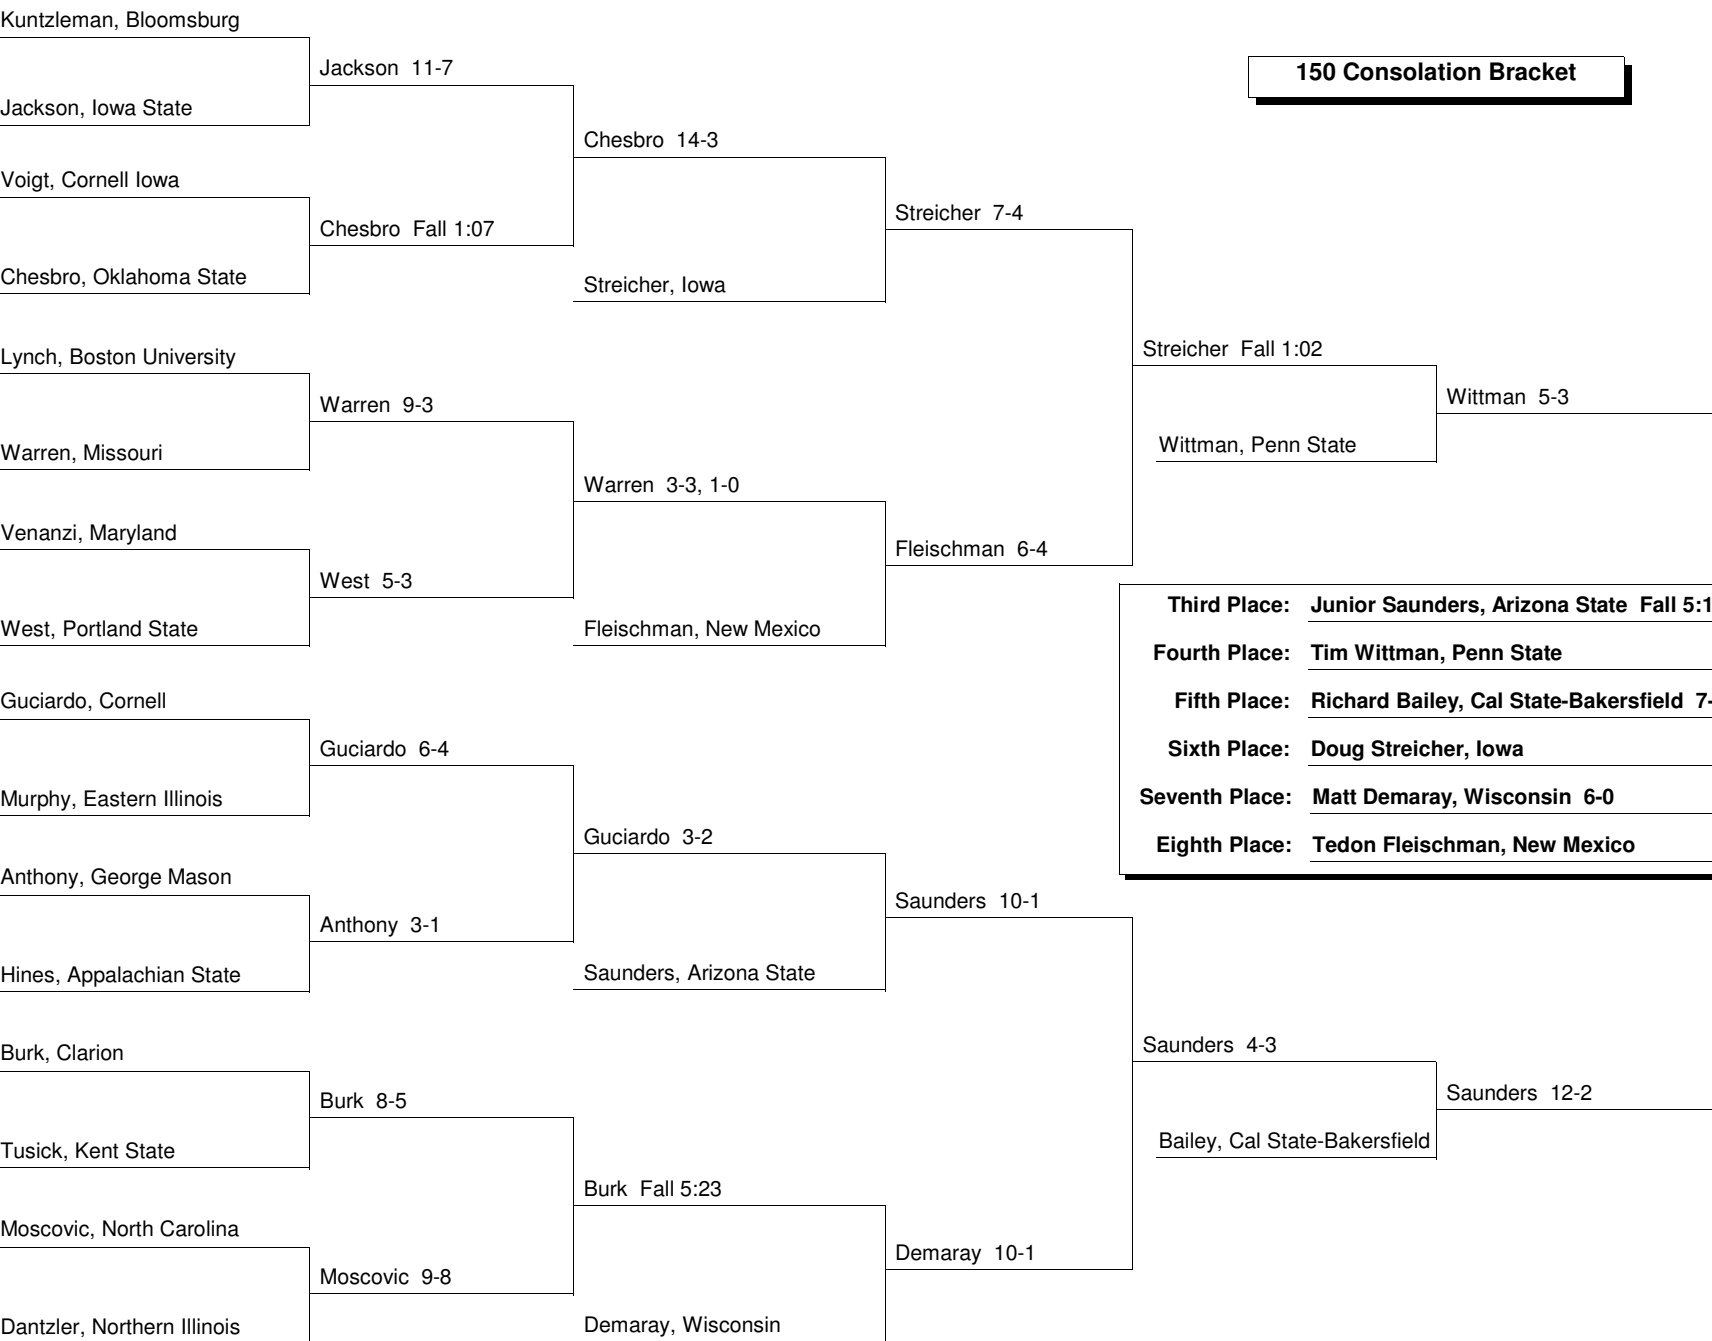 Kuntzleman, Bloomsburg
Jackson 11-7
150 Consolation Bracket
Jackson, Iowa State
Chesbro 14-3
Voigt, Cornell Iowa
Streicher 7-4
Chesbro Fall 1:07
Chesbro, Oklahoma State
Streicher, Iowa
Lynch, Boston University
Streicher Fall 1:02
Warren 9-3
Wittman 5-3
Warren, Missouri
Wittman, Penn State
Warren 3-3, 1-0
Venanzi, Maryland
Fleischman 6-4
West 5-3
Third Place: Junior Saunders, Arizona State Fall 5:1
West, Portland State
Fleischman, New Mexico
Fourth Place: Tim Wittman, Penn State
Guciardo, Cornell
Fifth Place: Richard Bailey, Cal State-Bakersfield 7-
Guciardo 6-4
Sixth Place: Doug Streicher, Iowa
Murphy, Eastern Illinois
Seventh Place: Matt Demaray, Wisconsin 6-0
Guciardo 3-2
Eighth Place: Tedon Fleischman, New Mexico
Anthony, George Mason
Saunders 10-1
Anthony 3-1
Hines, Appalachian State
Saunders, Arizona State
Burk, Clarion
Saunders 4-3
Burk 8-5
Saunders 12-2
Tusick, Kent State
Bailey, Cal State-Bakersfield
Burk Fall 5:23
Moscovic, North Carolina
Demaray 10-1
Moscovic 9-8
Dantzler, Northern Illinois
Demaray, Wisconsin